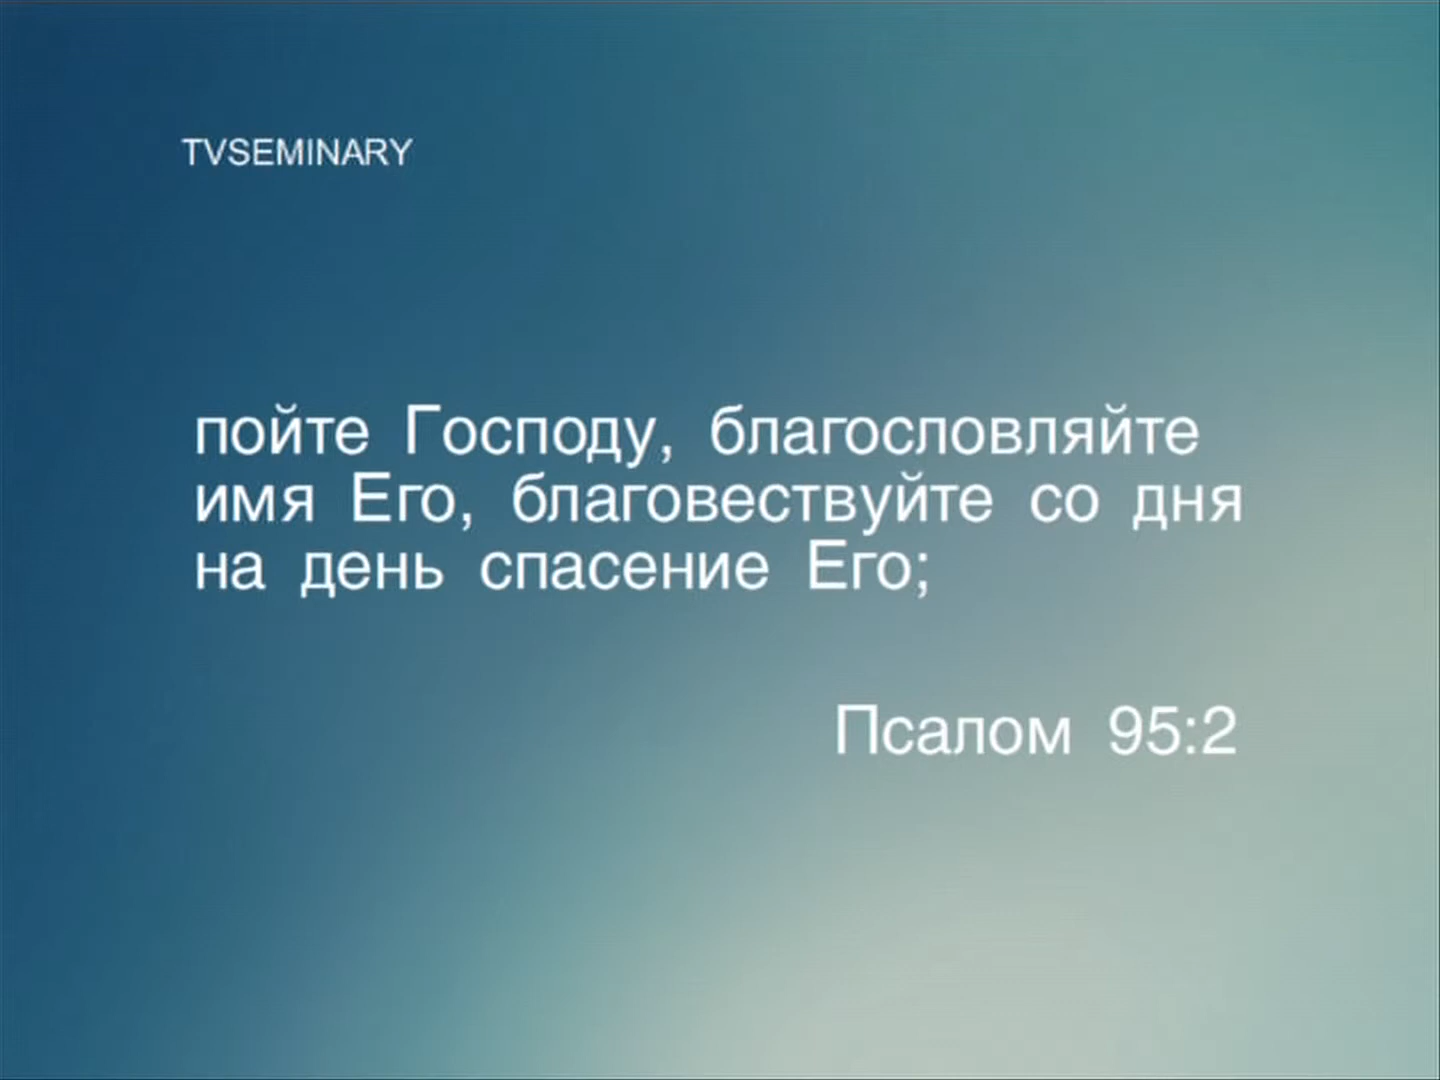 TVSEMINARY
пойте Господу, благословляйте
имя Его, благовествуйте со дня
на день спасение Его;
Псалом 95:2